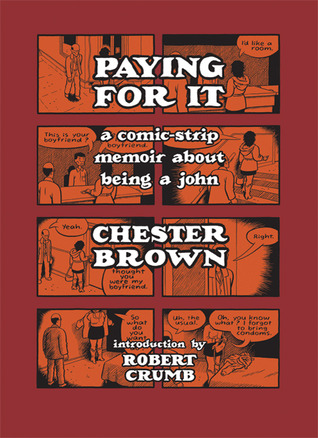 I'd like a
room.
PAYING
FOR IT
This is your
boyfriend?
boyfriend.
a comic-strip
memoir about
being a john
Yeah.
Right.
CHESTER
BROWN
thought
you were my
boyfriend.
So
what
do you
Uh, the
usual.
Oh, you know
what? I forgot
to bring
condoms.
introduction by
ROBERT
CRUMB